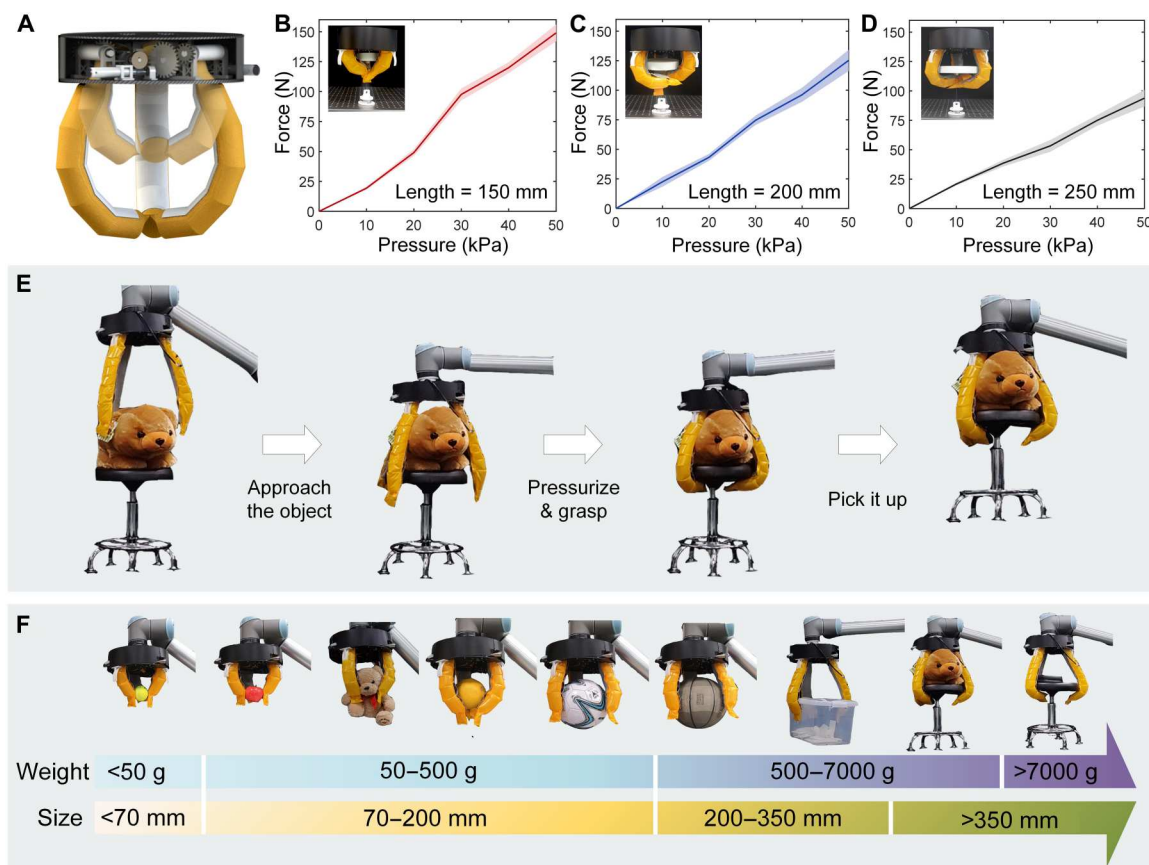 A
B
Force (N)
150
125
100
75
50
25
0
Length = 150 mm
0 10 20 30 40 50
Pressure (kPa)
C
Force (N)
150
125
100
75
50
25
0
Length = 200 mm
0 10 20 30 40 50
Pressure (kPa)
D
Force (N)
150
125
100
75
50
25
0
Length = 250 mm
0 10 20 30 40 50
Pressure (kPa)
E
Approach
the object
Pressurize
& grasp
Pick it up
F
Weight <50 g 50–500 g 500–7000 g >7000 g
Size <70 mm 70–200 mm 200–350 mm >350 mm